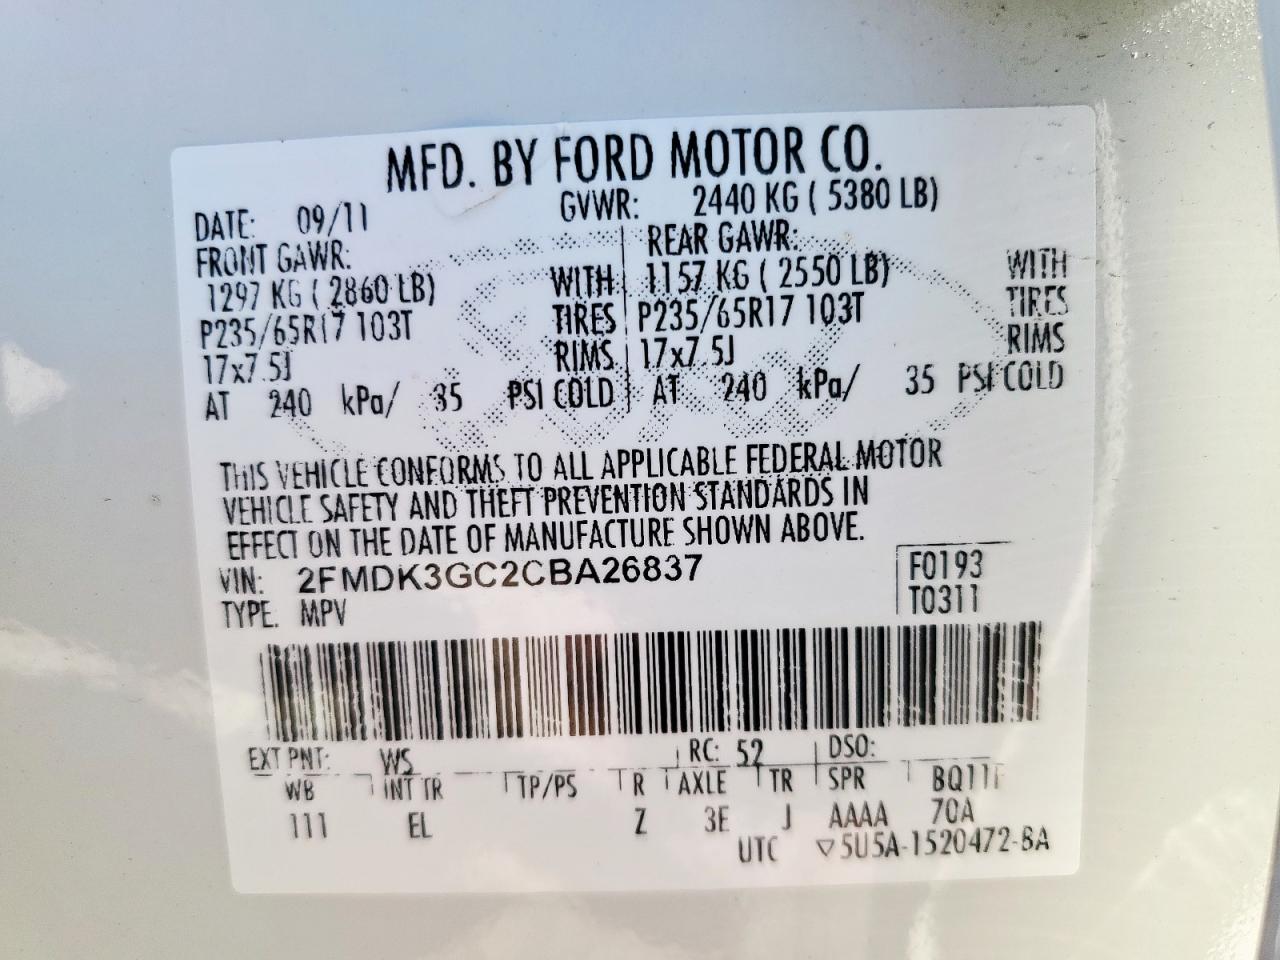 MFD. BY FORD MOTOR CO.
DATE: 09/11 GVWR: 2440 KG ( 5380 LB)
FRONT GAWR: REAR GAWR:
1297 KG ( 2860 LB) WITH 1157 KG ( 2550 LB) WITH
P235/65R17 103T TIRES P235/65R17 103T TIRES
17x7.5J RIMS 17x7.5J RIMS
AT 240 kPa/ 35 PSI COLD AT 240 kPa/ 35 PSI COLD
THIS VEHICLE CONFORMS TO ALL APPLICABLE FEDERAL MOTOR
VEHICLE SAFETY AND THEFT PREVENTION STANDARDS IN
EFFECT ON THE DATE OF MANUFACTURE SHOWN ABOVE.
VIN: 2FMDK3GC2CBA26837 F0193
TYPE: MPV T0311
EXT PNT: WS RC: 52 DSO:
WB INT TR TP/PS R AXLE TR SPR BQ11F
111 EL Z 3E J AAAA 70A
UTC ▽5U5A-1520472-BA